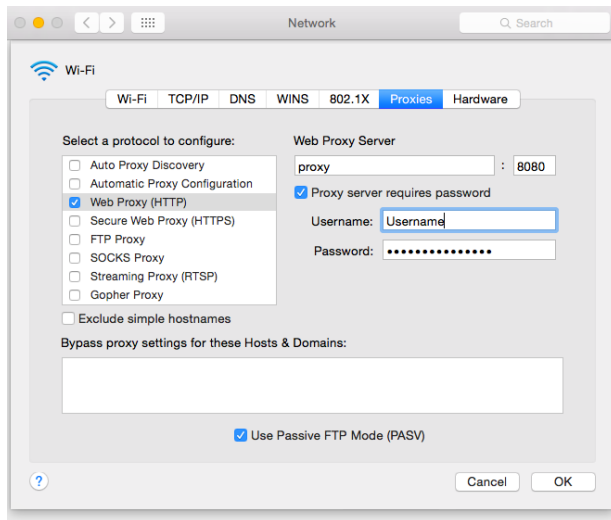 Network
Search
Wi-Fi
Wi-Fi TCP/IP DNS WINS 802.1X Proxies Hardware
Select a protocol to configure:
Auto Proxy Discovery
Automatic Proxy Configuration
Web Proxy (HTTP)
Secure Web Proxy (HTTPS)
FTP Proxy
SOCKS Proxy
Streaming Proxy (RTSP)
Gopher Proxy
Exclude simple hostnames
Web Proxy Server
proxy : 8080
Proxy server requires password
Username: Username
Password: •••••••••••••••
Bypass proxy settings for these Hosts & Domains:
Use Passive FTP Mode (PASV)
?
Cancel OK